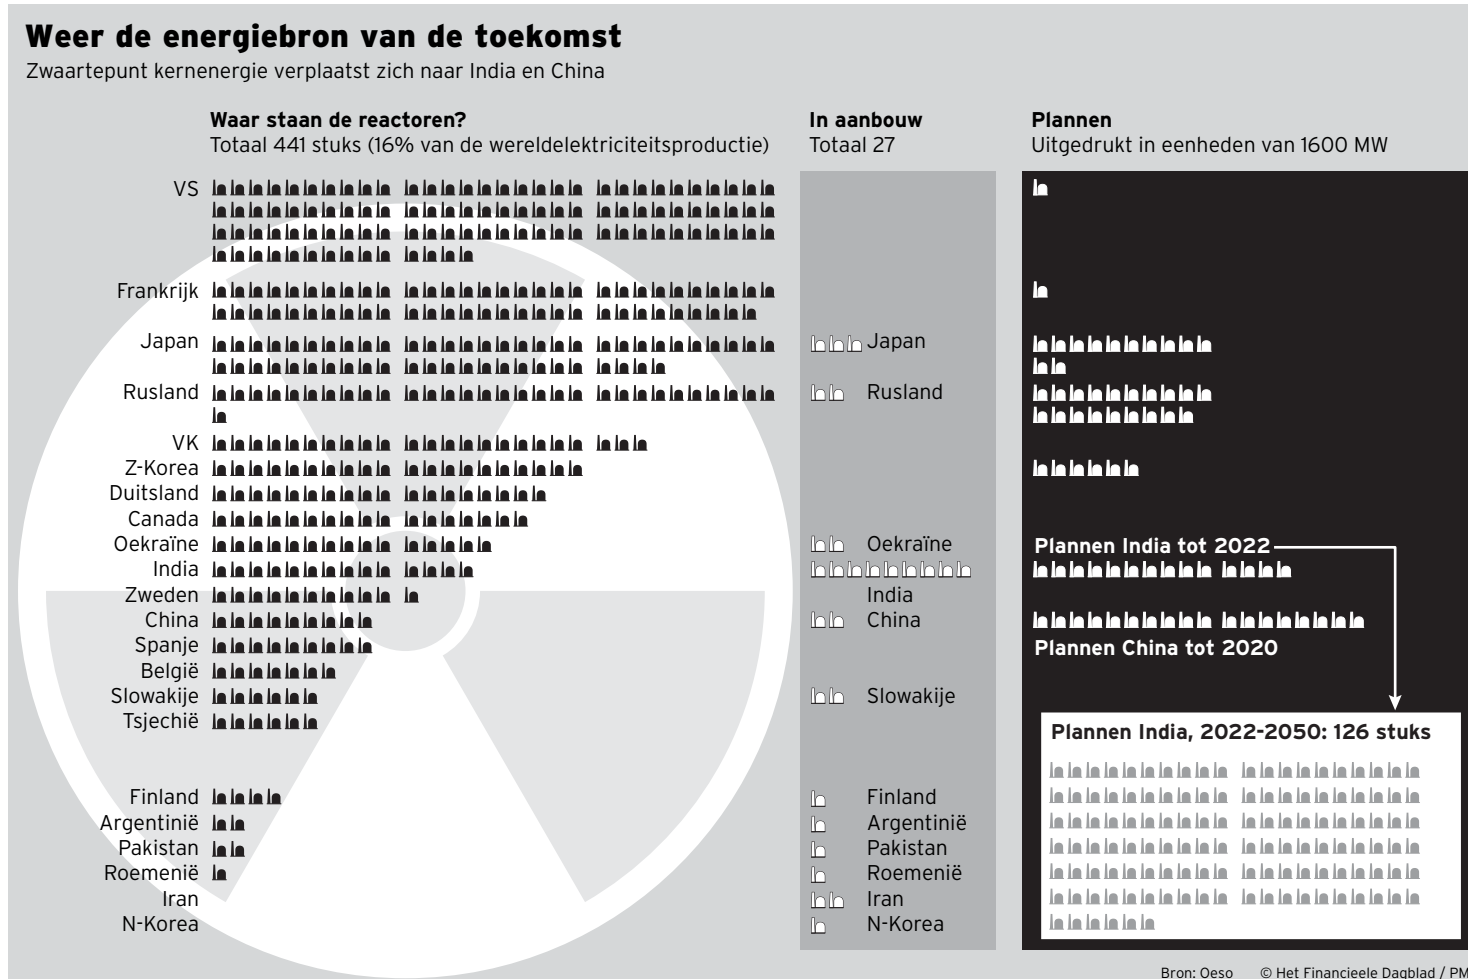 Weer de energiebron van de toekomst
Zwaartepunt kernenergie verplaatst zich naar India en China
Waar staan de reactoren?
Totaal 441 stuks (16% van de wereldelektriciteitsproductie)
In aanbouw
Totaal 27
Plannen
Uitgedrukt in eenheden van 1600 MW
VS
Frankrijk
Japan
Rusland
VK
Z-Korea
Duitsland
Canada
Oekraïne
India
Zweden
China
Spanje
België
Slowakije
Tsjechië
Finland
Argentinië
Pakistan
Roemenië
Iran
N-Korea
Japan
Rusland
Oekraïne
India
China
Slowakije
Finland
Argentinië
Pakistan
Roemenië
Iran
N-Korea
Plannen India tot 2022
Plannen China tot 2020
Plannen India, 2022-2050: 126 stuks
Bron: Oeso © Het Financieele Dagblad / PM